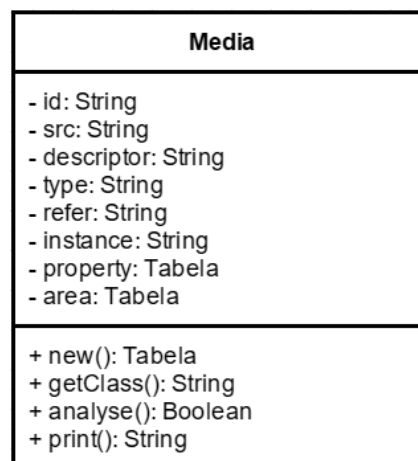 Media
- id: String
- src: String
- descriptor: String
- type: String
- refer: String
- instance: String
- property: Tabela
- area: Tabela
+ new(): Tabela
+ getClass(): String
+ analyse(): Boolean
+ print(): String